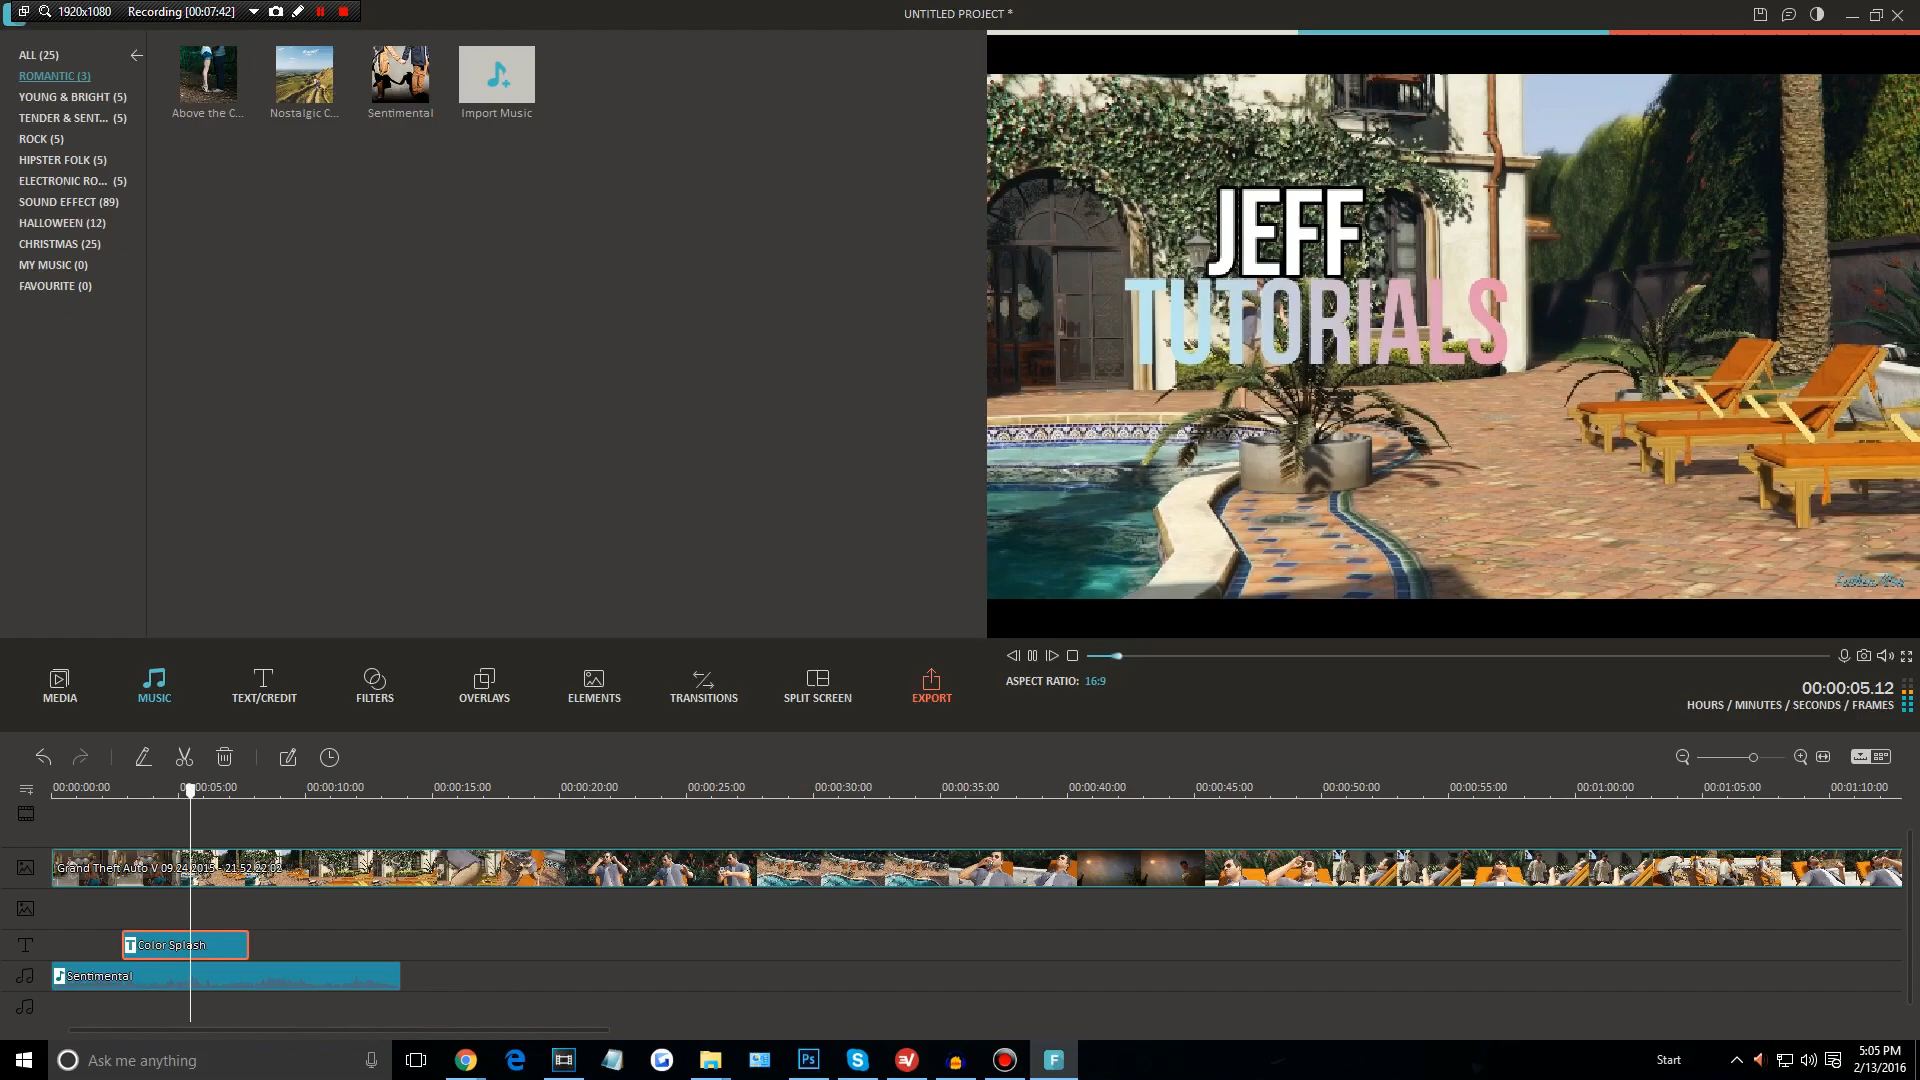 1920x1080 Recording [00:07:42]
UNTITLED PROJECT *
ALL (25)
ROMANTIC (3)
YOUNG & BRIGHT (5)
TENDER & SENT... (5)
ROCK (5)
HIPSTER FOLK (5)
ELECTRONIC RO... (5)
SOUND EFFECT (89)
HALLOWEEN (12)
CHRISTMAS (25)
MY MUSIC (0)
FAVOURITE (0)
Above the C... Nostalgic C... Sentimental Import Music
JEFF
TUTORIALS
MEDIA MUSIC TEXT/CREDIT FILTERS OVERLAYS ELEMENTS TRANSITIONS SPLIT SCREEN EXPORT
ASPECT RATIO: 16:9
00:00:05.12
HOURS / MINUTES / SECONDS / FRAMES
00:00:00:00 00:00:05:00 00:00:10:00 00:00:15:00 00:00:20:00 00:00:25:00 00:00:30:00 00:00:35:00 00:00:40:00 00:00:45:00 00:00:50:00 00:00:55:00 00:01:00:00 00:01:05:00 00:01:10:00
Grand Theft Auto V 09.24.2015 - 21.52.22.02
T Color Splash
Sentimental
Ask me anything
Ps
F
Start
5:05 PM
2/13/2016